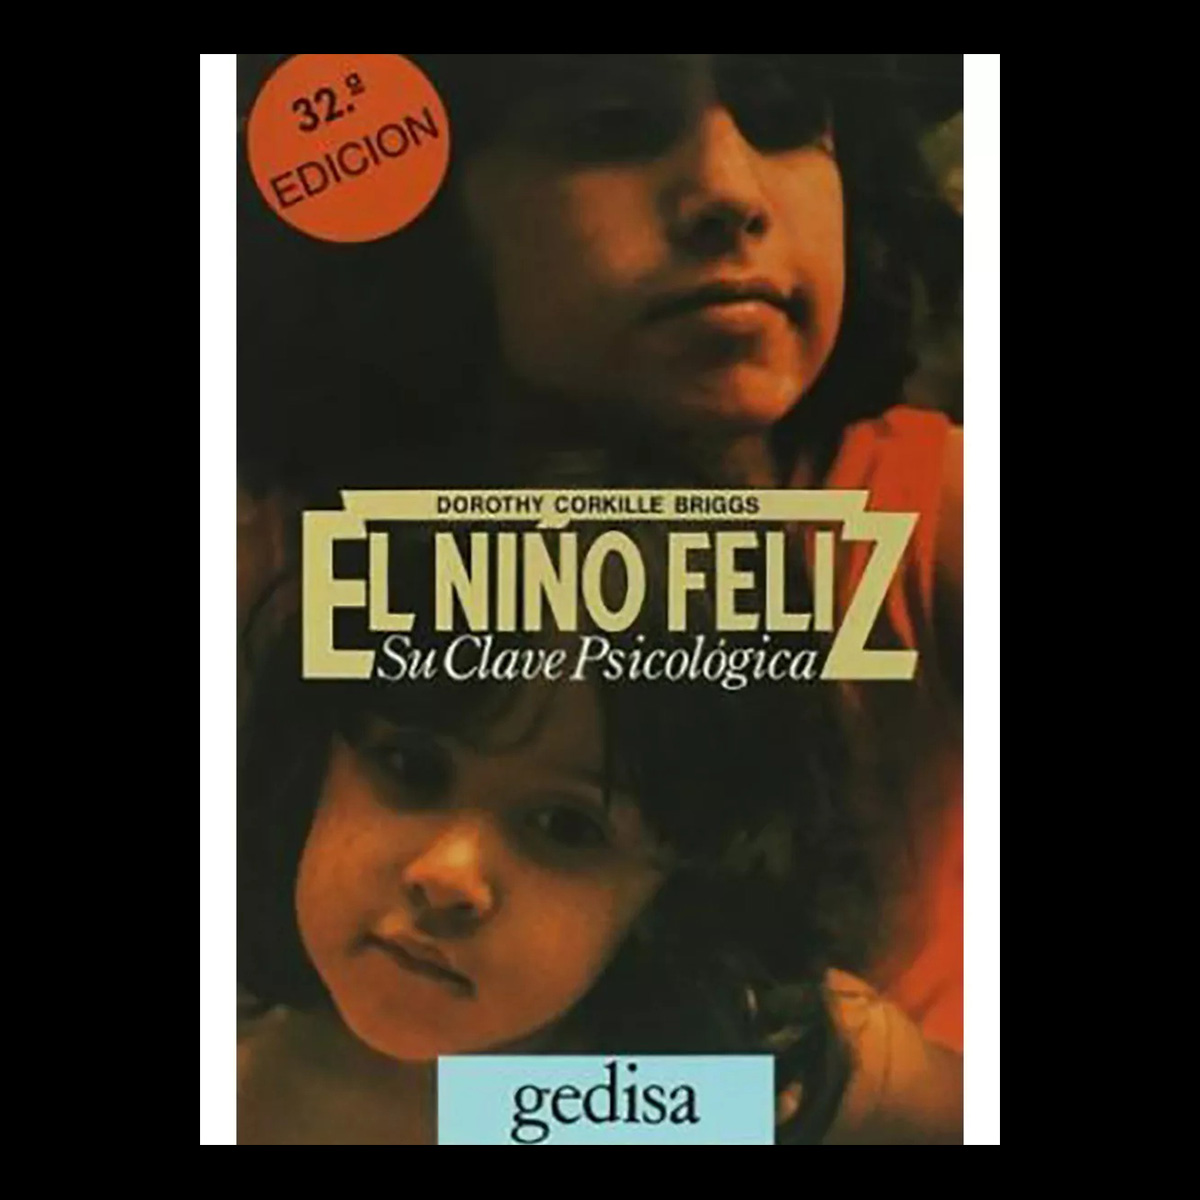 32.ª
EDICION
DOROTHY CORKILLE BRIGGS
EL NIÑO FELIZ
Su Clave Psicológica
gedisa